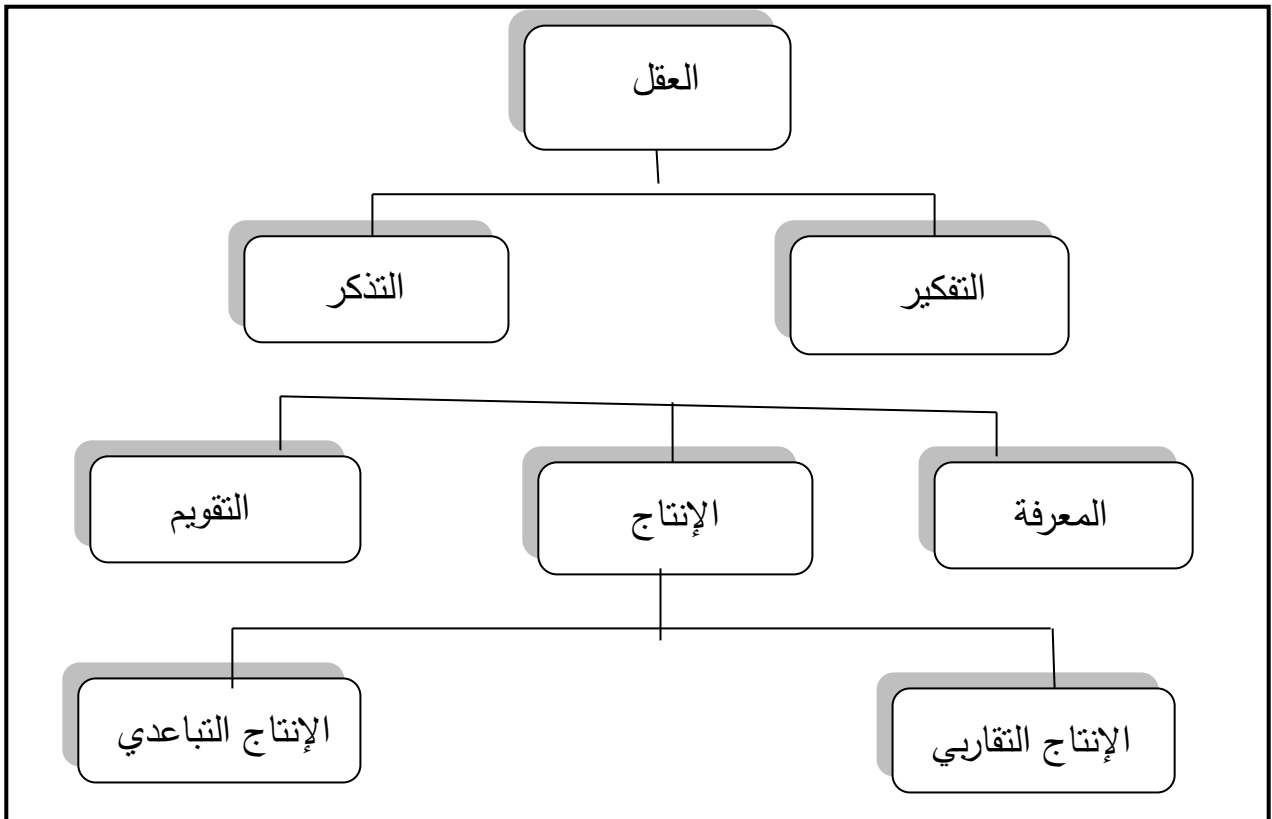 العقل
التفكير
التذكر
المعرفة
الإنتاج
التقويم
الإنتاج التقاربي
الإنتاج التباعدي